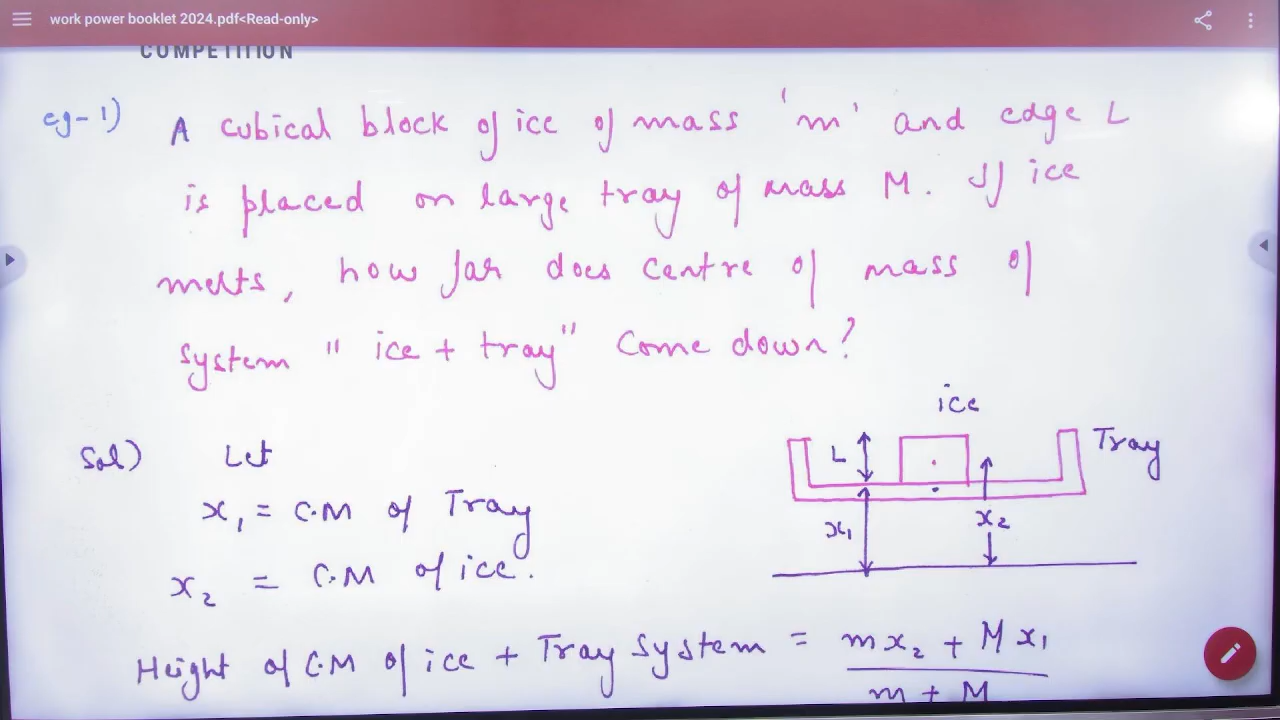 work power booklet 2024.pdf<Read-only>
COMPETITION
eg-1) A cubical block of ice of mass 'm' and edge L
is placed on large tray of mass M. If ice
melts, how far does centre of mass of
system "ice + tray" come down?
ice
Sol) Let
L
Tray
x₁ = C.M of Tray
x₁
x₂
x₂ = C.M of ice.
Height of C.M of ice + Tray system = mx₂ + Mx₁
m + M